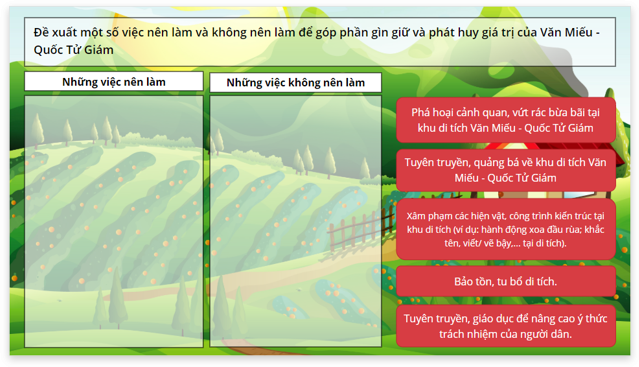 Đề xuất một số việc nên làm và không nên làm để góp phần gìn giữ và phát huy giá trị của Văn Miếu -
Quốc Tử Giám
Những việc nên làm
Những việc không nên làm
Phá hoại cảnh quan, vứt rác bừa bãi tại
khu di tích Văn Miếu - Quốc Tử Giám
Tuyên truyền, quảng bá về khu di tích Văn
Miếu - Quốc Tử Giám
Xâm phạm các hiện vật, công trình kiến trúc tại
khu di tích (ví dụ: hành động xoa đầu rùa; khắc
tên, viết/ vẽ bậy,... tại di tích).
Bảo tồn, tu bổ di tích.
Tuyên truyền, giáo dục để nâng cao ý thức
trách nhiệm của người dân.